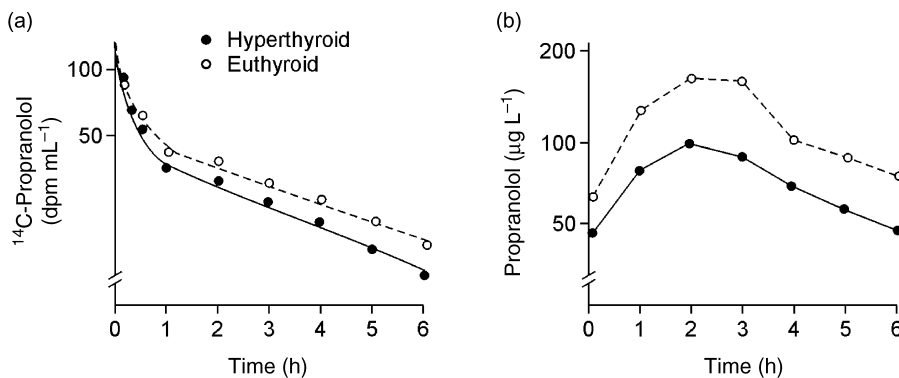 (a)
Hyperthyroid
Euthyroid
100
50
¹⁴C-Propranolol
(dpm mL⁻¹)
0 1 2 3 4 5 6
Time (h)
(b)
200
100
50
Propranolol (µg L⁻¹)
0 1 2 3 4 5 6
Time (h)